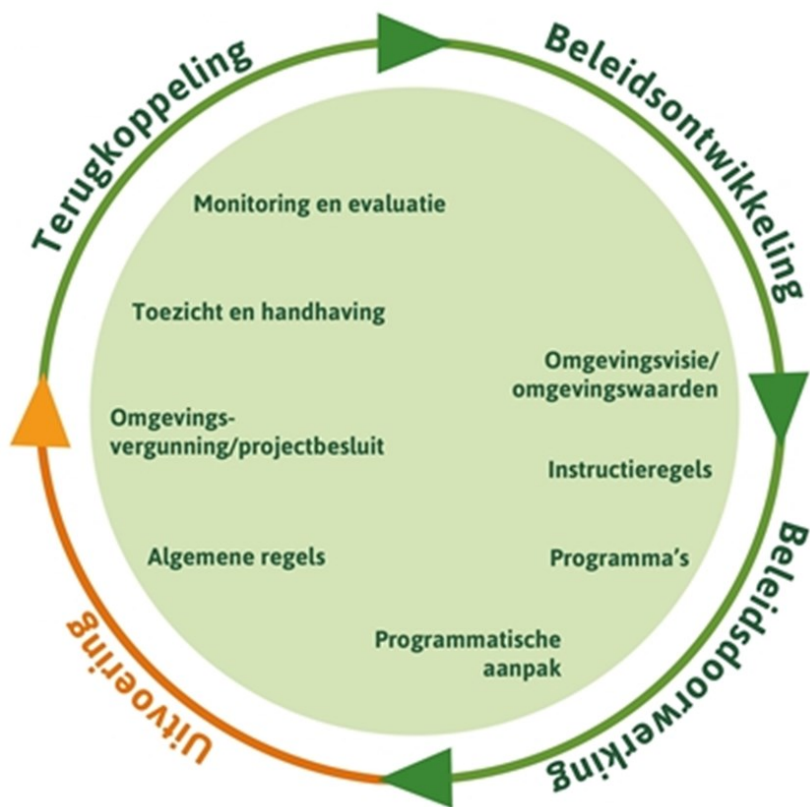 Terugkoppeling
Beleidsontwikkeling
Monitoring en evaluatie
Toezicht en handhaving
Omgevingsvisie/
omgevingswaarden
Omgevings-
vergunning/projectbesluit
Instructieregels
Algemene regels
Programma's
Programmatische
aanpak
Uitvoering
Beleidsdoorwerking